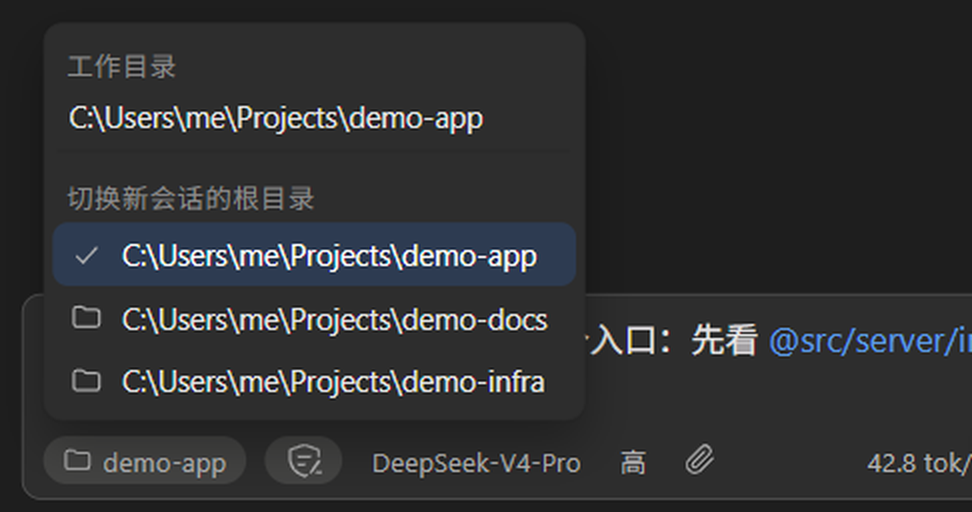 工作目录
C:\Users\me\Projects\demo-app
切换新会话的根目录
C:\Users\me\Projects\demo-app
C:\Users\me\Projects\demo-docs
C:\Users\me\Projects\demo-infra
入口：先看 @src/server/
demo-app DeepSeek-V4-Pro 高 42.8 tok/